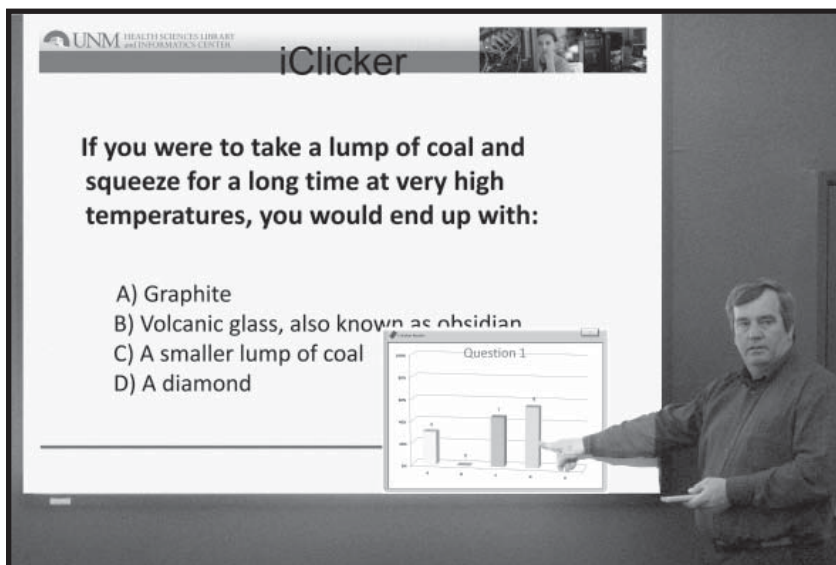 UNM HEALTH SCIENCES LIBRARY
and INFORMATICS CENTER
iClicker
If you were to take a lump of coal and
squeeze for a long time at very high
temperatures, you would end up with:
A) Graphite
B) Volcanic glass, also known as obsidian
C) A smaller lump of coal
D) A diamond
Question 1